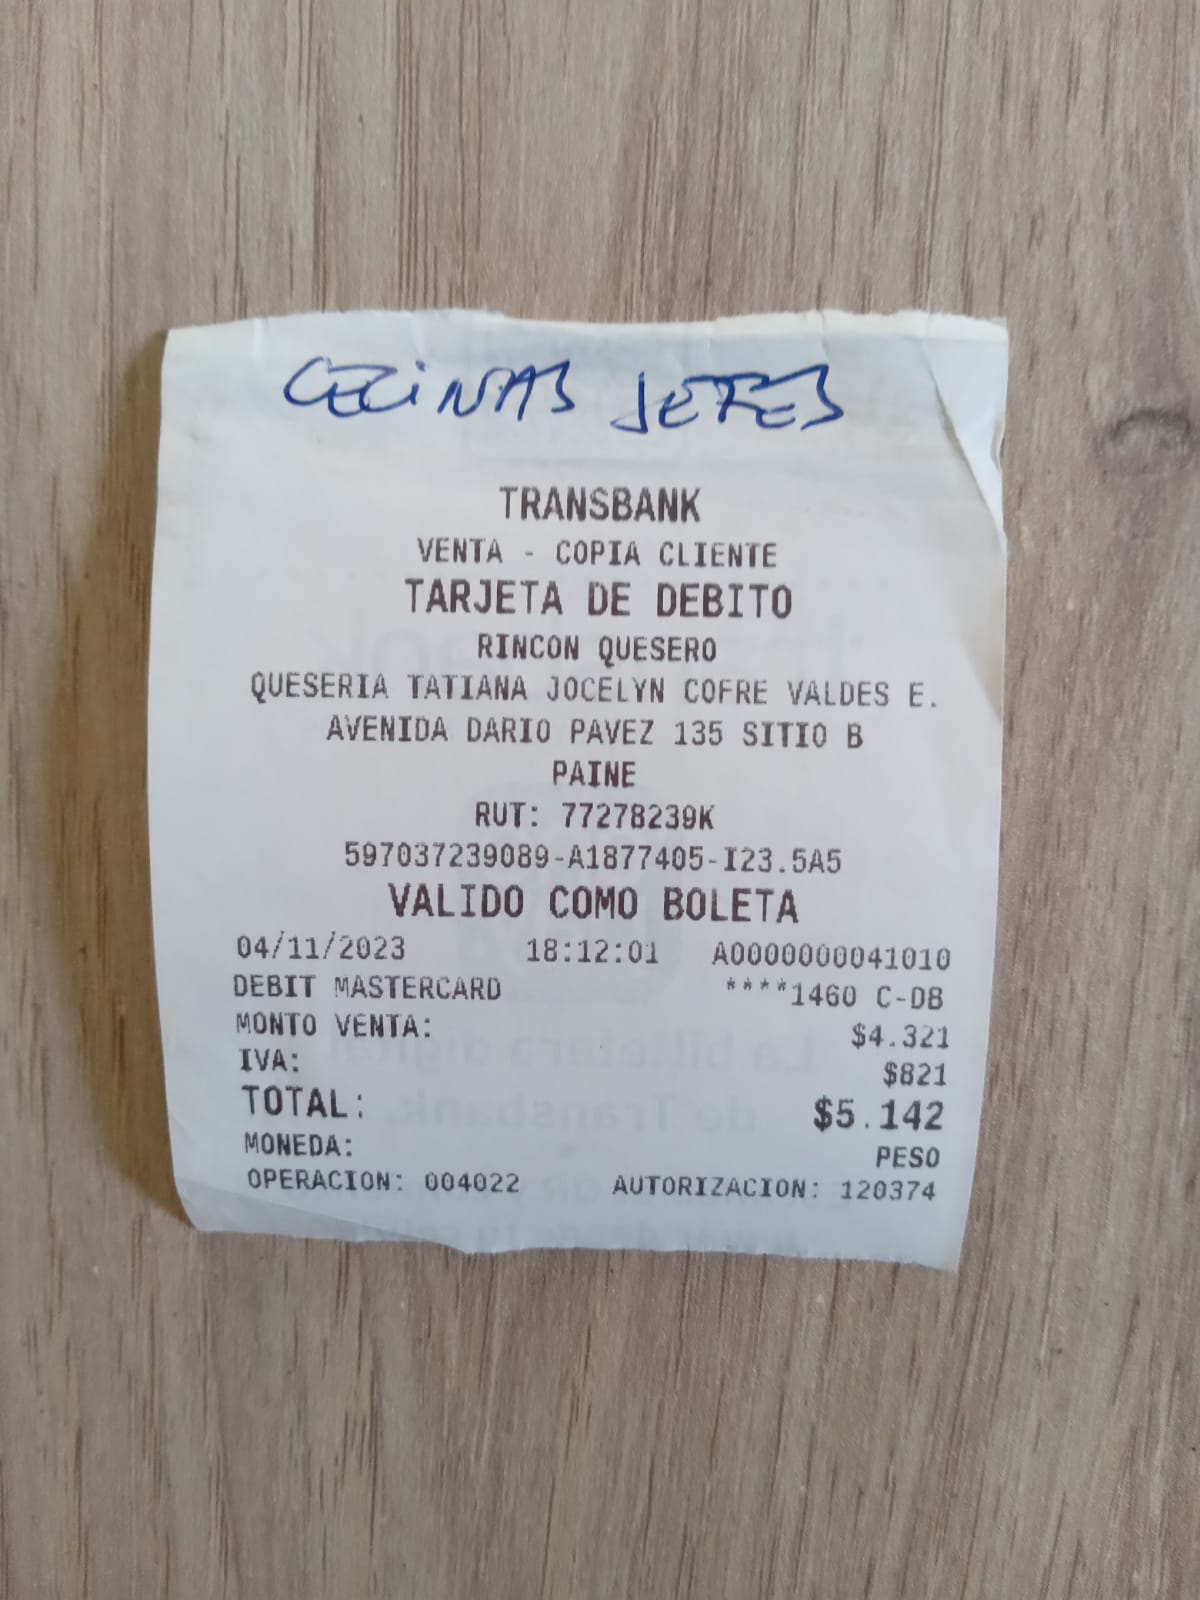 CECINAS JEFES
TRANSBANK
VENTA - COPIA CLIENTE
TARJETA DE DEBITO
RINCON QUESERO
QUESERIA TATIANA JOCELYN COFRE VALDES E.
AVENIDA DARIO PAVEZ 135 SITIO B
PAINE
RUT: 77278239K
597037239089-A1877405-I23.5A5
VALIDO COMO BOLETA
04/11/2023 18:12:01 A0000000041010
DEBIT MASTERCARD ****1460 C-DB
MONTO VENTA: $4.321
IVA: $821
TOTAL: $5.142
MONEDA: PESO
OPERACION: 004022 AUTORIZACION: 120374